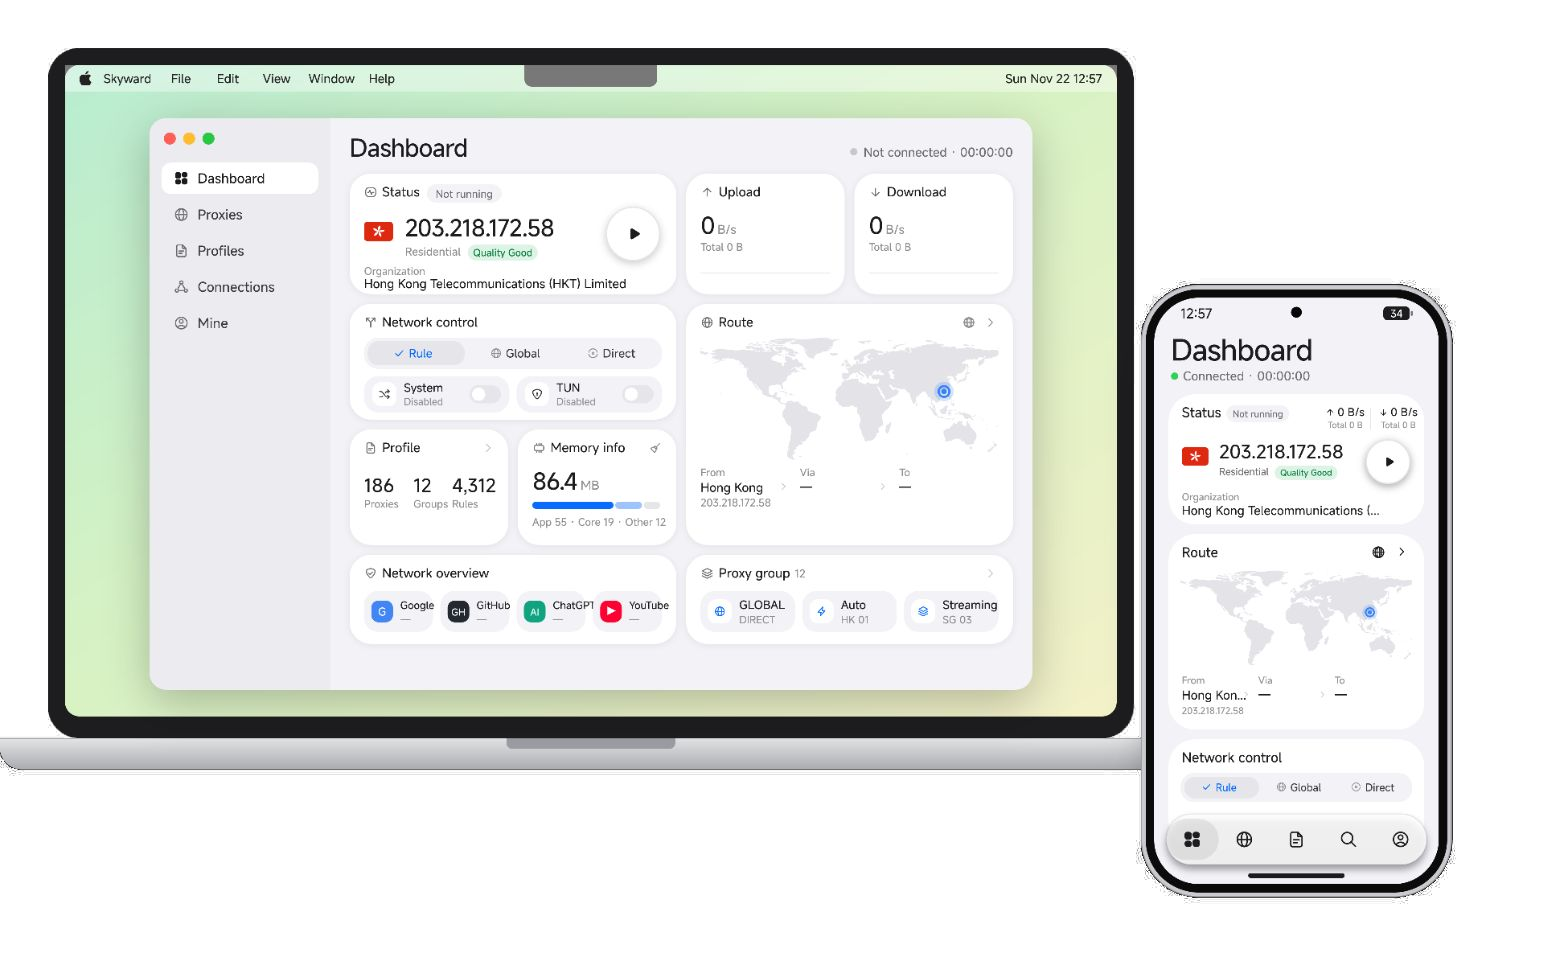 Skyward File Edit View Window Help Sun Nov 22 12:57
Dashboard
Not connected · 00:00:00
Dashboard
Proxies
Profiles
Connections
Mine
Status Not running
203.218.172.58
Residential Quality Good
Organization
Hong Kong Telecommunications (HKT) Limited
Upload
0 B/s
Total 0 B
Download
0 B/s
Total 0 B
Network control
Rule Global Direct
System
Disabled
TUN
Disabled
Route
From Via To
Hong Kong — —
203.218.172.58
Profile
186 12 4,312
Proxies Groups Rules
Memory info
86.4 MB
App 55 · Core 19 · Other 12
Network overview
G Google
—
GH GitHub
—
AI ChatGPT
—
YouTube
—
Proxy group 12
GLOBAL
DIRECT
Auto
HK 01
Streaming
SG 03
12:57 34
Dashboard
Connected · 00:00:00
Status Not running
↑ 0 B/s ↓ 0 B/s
Total 0 B Total 0 B
203.218.172.58
Residential Quality Good
Organization
Hong Kong Telecommunications (...
Route
From Via To
Hong Kon... — —
203.218.172.58
Network control
Rule Global Direct